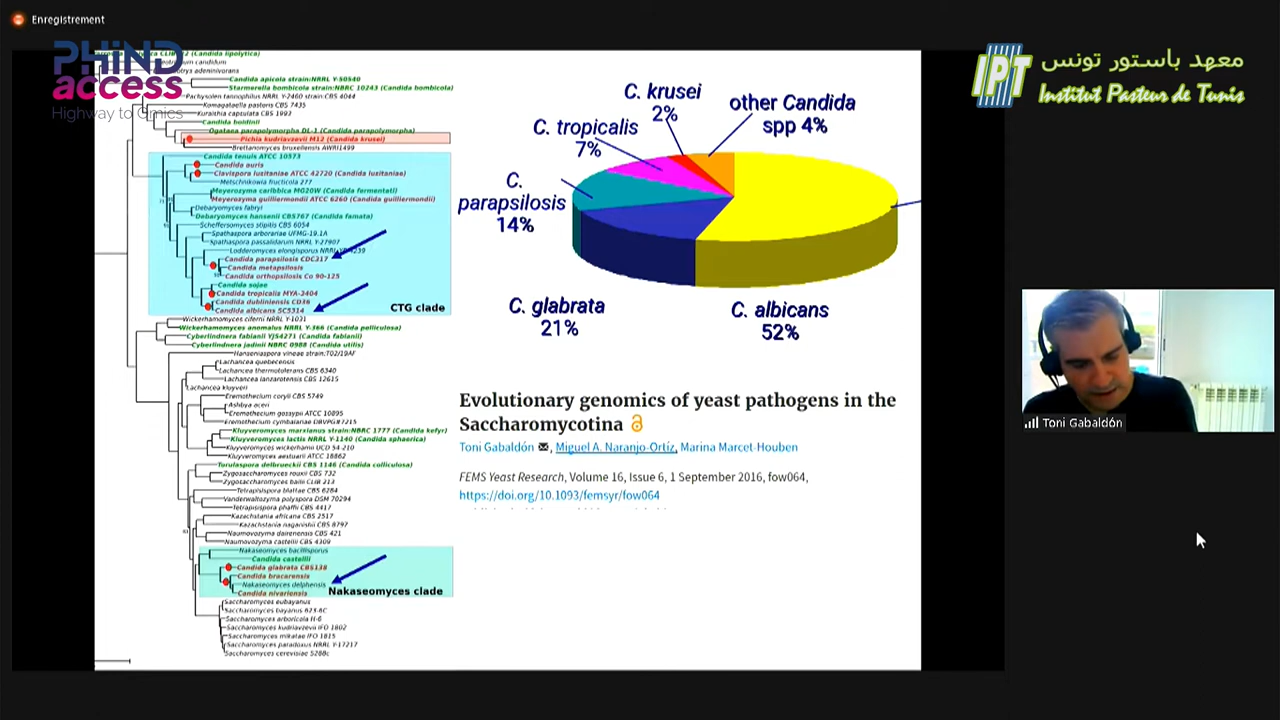 Enregistrement
PHIND
access
Highway to Omics
معهد باستور تونس
IPT
Institut Pasteur de Tunis
Candida apicola strain:NRRL Y-50540
Starmerella bombicola strain:NBRC 10243 (Candida bombicola)
Pachysolen tannophilus NRRL Y-2460 strain:CBS 4044
Komagataella pastoris CBS 7435
Kuraishia capsulata CBS 1993
Candida boidinii
Ogataea parapolymorpha DL-1 (Candida parapolymorpha)
Pichia kudriavzevii M12 (Candida krusei)
Brettanomyces bruxellensis AWRI1499
Candida tenuis ATCC 10573
Candida auris
Clavispora lusitaniae ATCC 42720 (Candida lusitaniae)
Metschnikowia fructicola 277
Meyerozyma caribbica MG20W (Candida fermentati)
Meyerozyma guilliermondii ATCC 6260 (Candida guilliermondii)
Debaryomyces fabryi
Debaryomyces hansenii CBS767 (Candida famata)
Scheffersomyces stipitis CBS 6054
Spathaspora arborariae UFMG-19.1A
Spathaspora passalidarum NRRL Y-27907
Lodderomyces elongisporus NRRL
Candida parapsilosis CDC317
Candida metapsilosis
Candida orthopsilosis Co 90-125
Candida sojae
Candida tropicalis MYA-3404
Candida dubliniensis CD36
Candida albicans SC5314
CTG clade
Wickerhamomyces ciferrii NRRL Y-1031
Wickerhamomyces anomalus NRRL Y-366 (Candida pelliculosa)
Cyberlindnera fabianii YJS4271 (Candida fabianii)
Cyberlindnera jadinii NBRC 0988 (Candida utilis)
Hanseniaspora vineae strain:T02/19AF
Lachancea quebecensis
Lachancea thermotolerans CBS 6340
Lachancea lanzarotensis CBS 12615
Lachancea kluyveri
Eremothecium coryli CBS 5749
Ashbya aceri
Eremothecium gossypii ATCC 10895
Eremothecium cymbalariae DBVPG#7215
Kluyveromyces marxianus strain:NBRC 1777 (Candida kefyr)
Kluyveromyces lactis NRRL Y-1140 (Candida sphaerica)
Kluyveromyces wickerhamii UCD 54-210
Kluyveromyces aestuarii ATCC 18862
Torulaspora delbrueckii CBS 1146 (Candida colliculosa)
Zygosaccharomyces rouxii CBS 732
Zygosaccharomyces bailii CLIB 213
Tetrapisispora blattae CBS 6284
Vanderwaltozyma polyspora DSM 70294
Tetrapisispora phaffii CBS 4417
Kazachstania africana CBS 2517
Kazachstania naganishii CBS 8797
Naumovozyma dairenensis CBS 421
Naumovozyma castellii CBS 4309
Nakaseomyces bacillisporus
Candida castellii
Candida glabrata CBS138
Candida bracarensis
Nakaseomyces delphensis
Candida nivariensis
Nakaseomyces clade
Saccharomyces eubayanus
Saccharomyces bayanus 623-6C
Saccharomyces arboricola H-6
Saccharomyces kudriavzevii IFO 1802
Saccharomyces mikatae IFO 1815
Saccharomyces paradoxus NRRL Y-17217
Saccharomyces cerevisiae S288c
C. krusei
2%
other Candida
spp 4%
C. tropicalis
7%
C.
parapsilosis
14%
C. glabrata
21%
C. albicans
52%
Evolutionary genomics of yeast pathogens in the
Saccharomycotina
Toni Gabaldón, Miguel A. Naranjo-Ortíz, Marina Marcet-Houben
FEMS Yeast Research, Volume 16, Issue 6, 1 September 2016, fow064,
https://doi.org/10.1093/femsyr/fow064
Toni Gabaldón